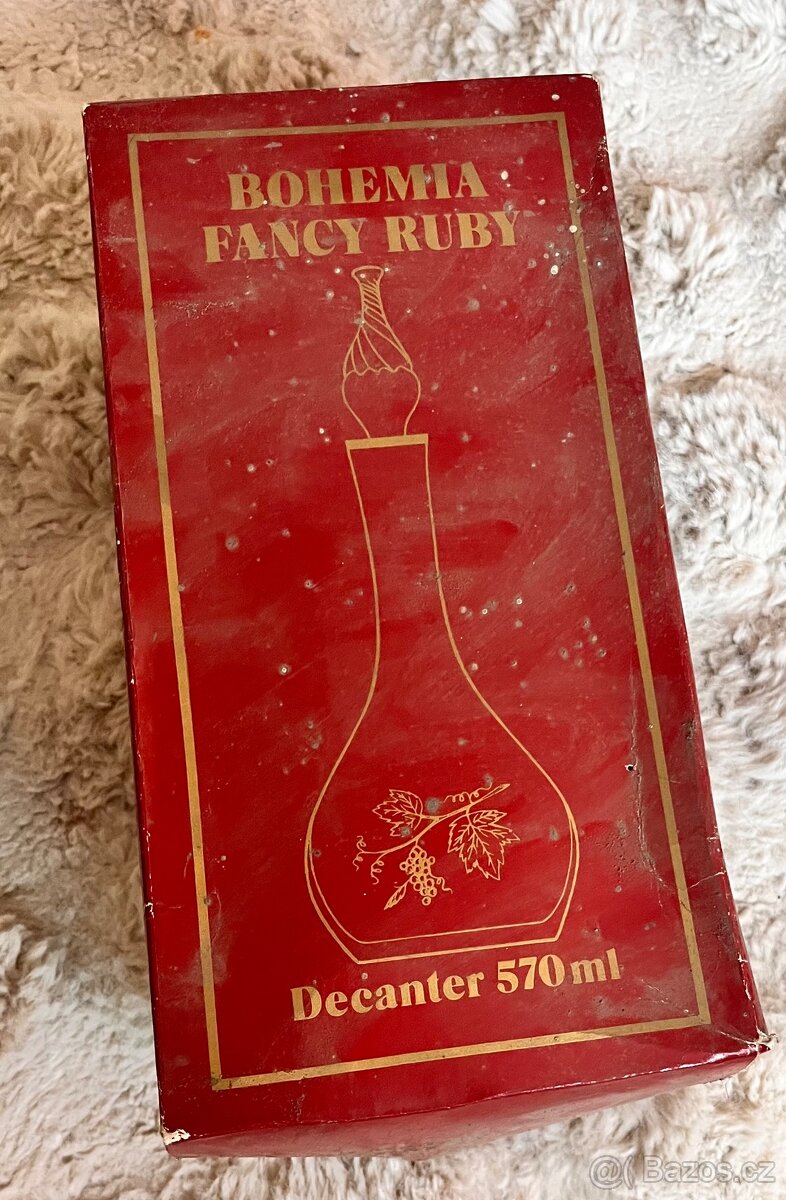 BOHEMIA
FANCY RUBY
Decanter 570 ml
@( Bazos.cz